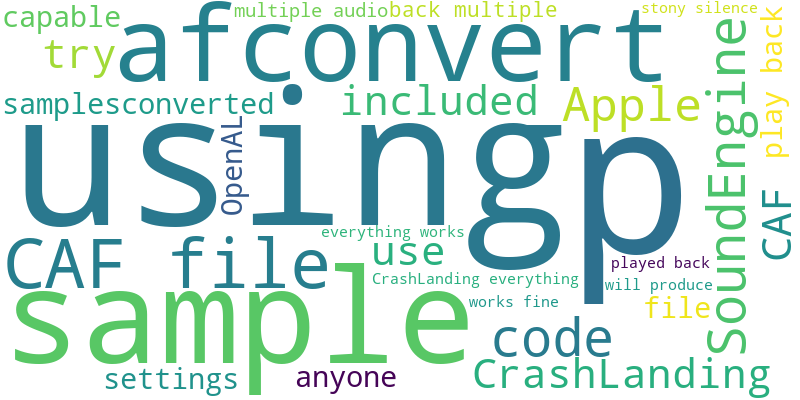 capable
multiple audio
back multiple
stony silence
try
afconvert
play back
samplesconverted
included
Apple
SoundEngine
using
p
OpenAL
CAF
CAF file
everything works
use
played back
CrashLanding everything
will produce
sample
works fine
file
code
settings
anyone
CrashLanding